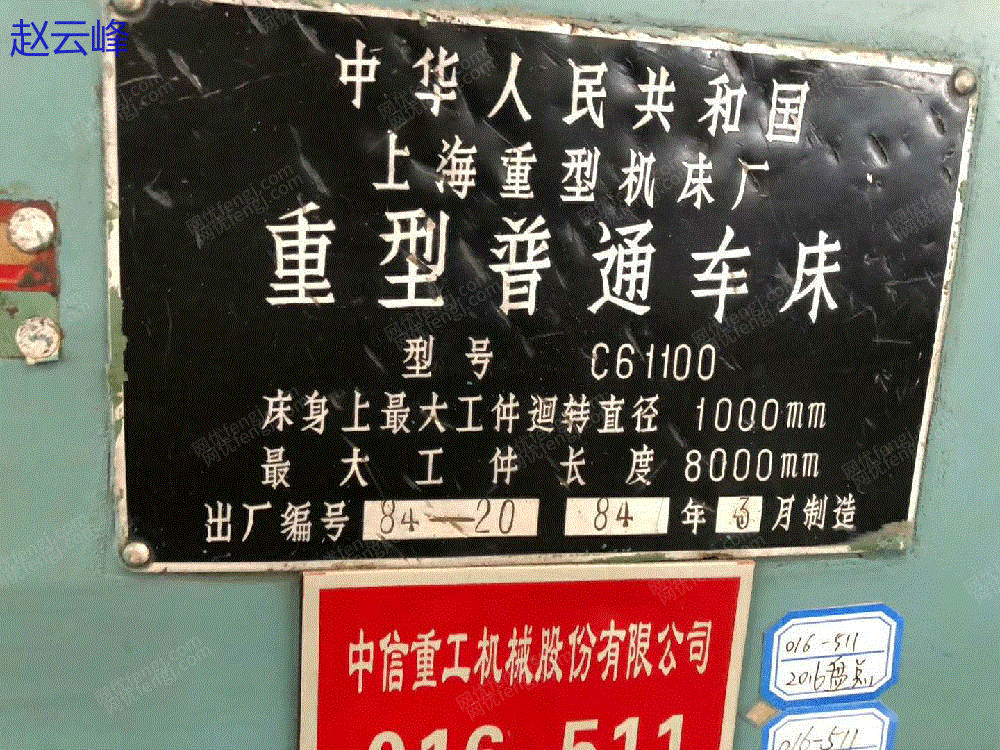 赵云峰
中华人民共和国
上海重型机床厂
重型普通车床
型号 C61100
床身上最大工件迴转直径 1000mm
最大工件长度 8000mm
出厂编号 84—20 84年3月制造
中信重工机械股份有限公司
016-511
016-511
2016盘点
016-511